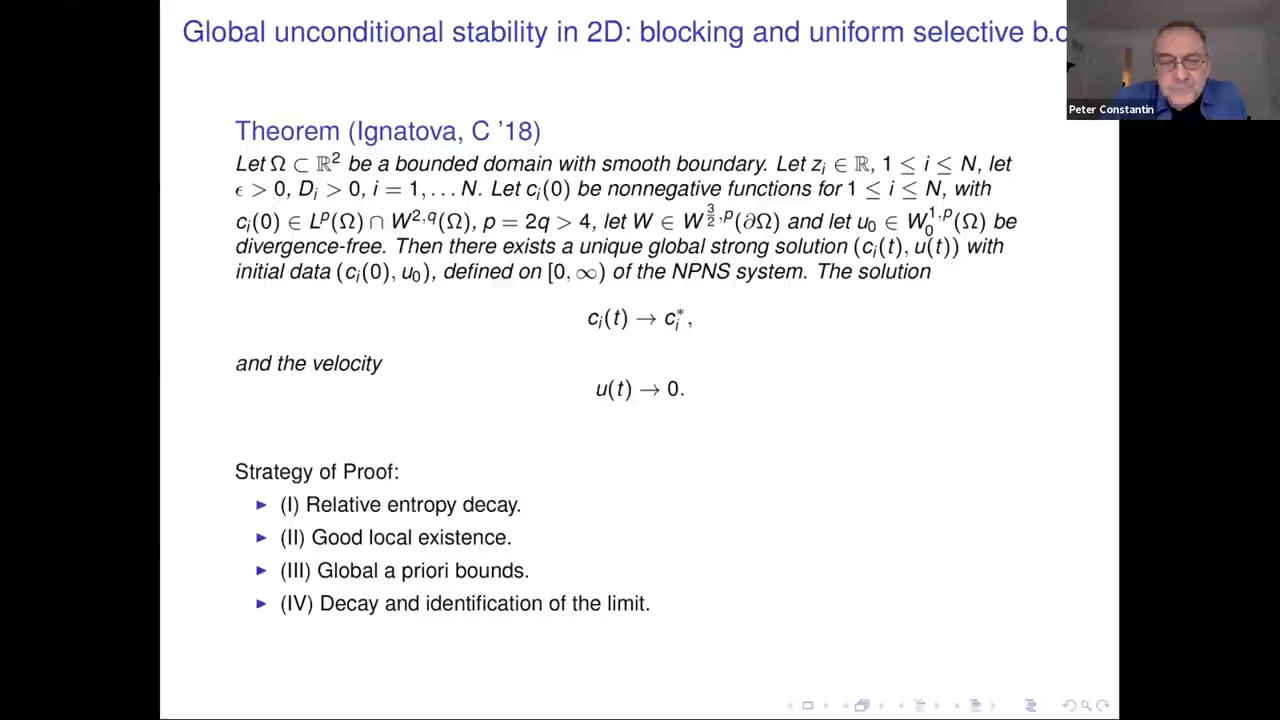 Global unconditional stability in 2D: blocking and uniform selective b.c
Peter Constantin
Theorem (Ignatova, C '18)
Let Ω ⊂ ℝ² be a bounded domain with smooth boundary. Let zᵢ ∈ ℝ, 1 ≤ i ≤ N, let
ϵ > 0, Dᵢ > 0, i = 1, . . . N. Let cᵢ(0) be nonnegative functions for 1 ≤ i ≤ N, with
cᵢ(0) ∈ Lᵖ(Ω) ∩ W^{2,q}(Ω), p = 2q > 4, let W ∈ W^{3/2,p}(∂Ω) and let u₀ ∈ W₀^{1,p}(Ω) be
divergence-free. Then there exists a unique global strong solution (cᵢ(t), u(t)) with
initial data (cᵢ(0), u₀), defined on [0, ∞) of the NPNS system. The solution
cᵢ(t) → cᵢ*,
and the velocity
u(t) → 0.
Strategy of Proof:
► (I) Relative entropy decay.
► (II) Good local existence.
► (III) Global a priori bounds.
► (IV) Decay and identification of the limit.